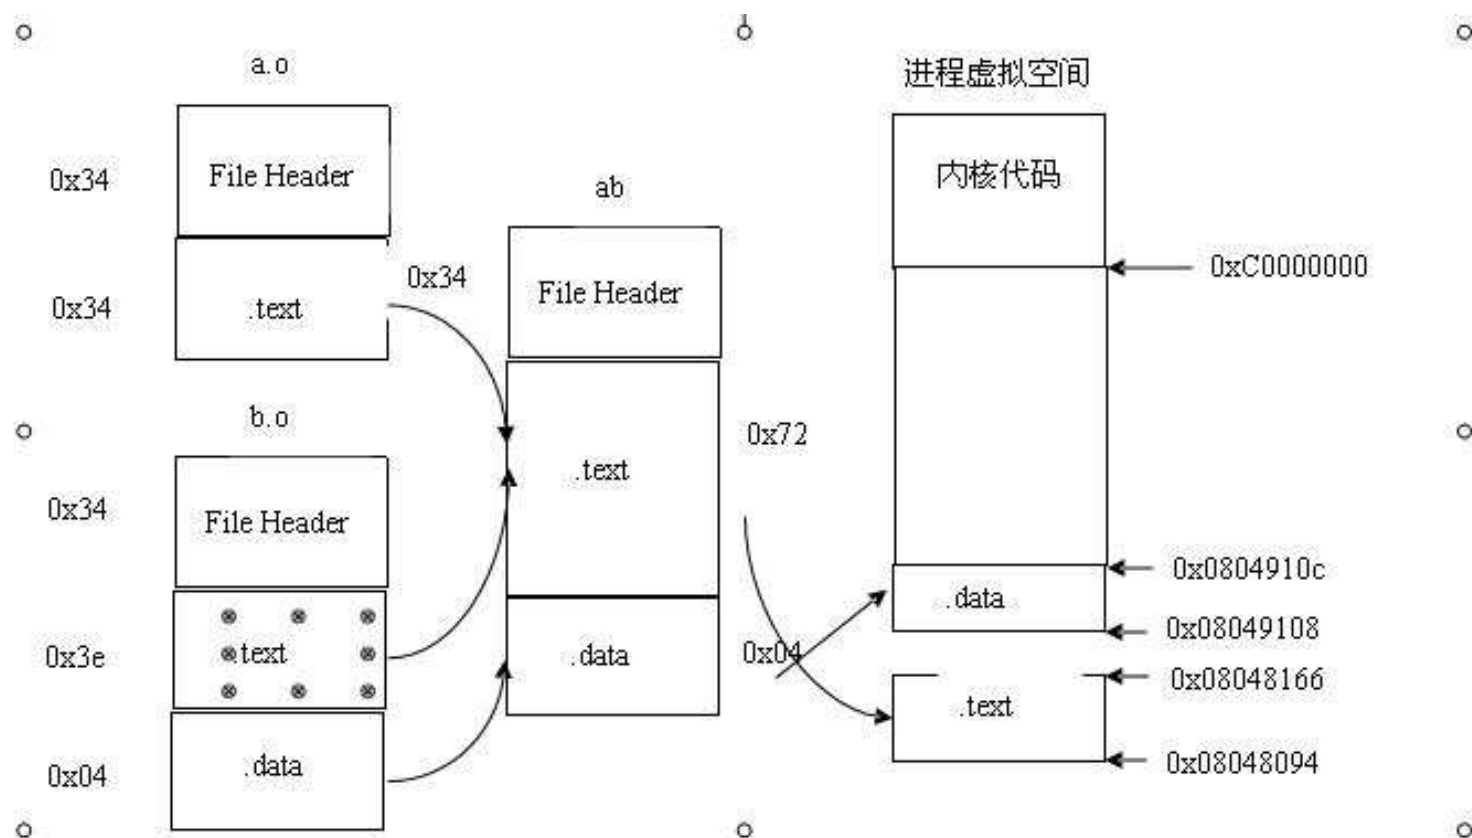 a.o
0x34
File Header
0x34
.text
0x34
b.o
0x34
File Header
0x3e
.text
0x04
.data
ab
File Header
.text
0x72
.data
0x04
进程虚拟空间
内核代码
0xC0000000
0x0804910c
.data
0x08049108
0x08048166
.text
0x08048094